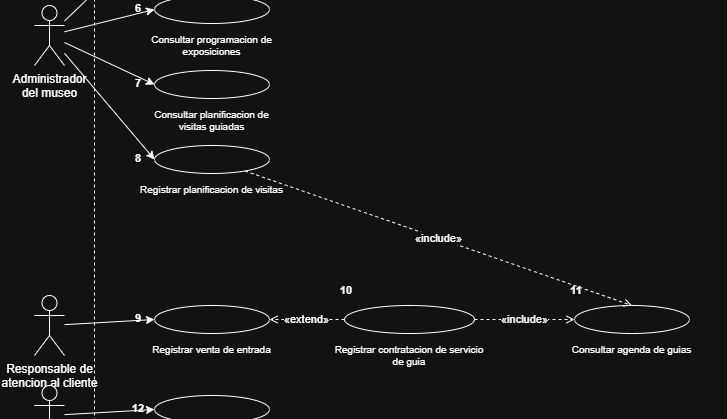 6
Consultar programacion de
exposiciones
Administrador
del museo
7
Consultar planificacion de
visitas guiadas
8
Registrar planificacion de visitas
«include»
10
11
9
«extend»
«include»
Registrar venta de entrada
Registrar contratacion de servicio
de guia
Consultar agenda de guias
Responsable de
atencion al cliente
12